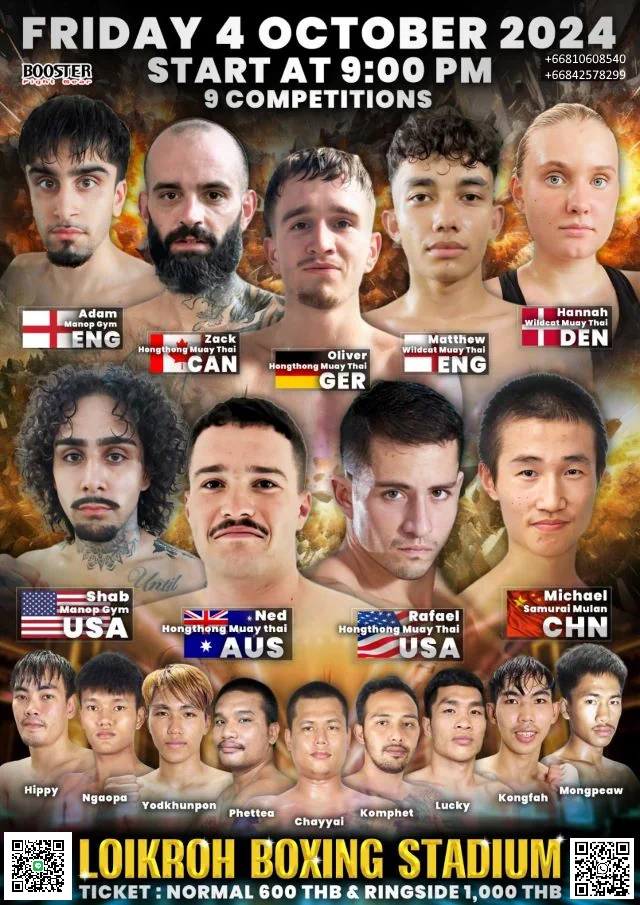 FRIDAY 4 OCTOBER 2024
START AT 9:00 PM
9 COMPETITIONS
+66810608540
+66842578299
BOOSTER
Fight Gear
Adam
Manop Gym
ENG
Zack
Hongthong Muay Thai
CAN
Oliver
Hongthong Muay Thai
GER
Matthew
Wildcat Muay Thai
ENG
Hannah
Wildcat Muay Thai
DEN
Shab
Manop Gym
USA
Until
Ned
Hongthong Muay thai
AUS
Rafael
Hongthong Muay Thai
USA
Michael
Samurai Mulan
CHN
Hippy
Ngaopa
Yodkhunpon
Phettea
Chayyai
Komphet
Lucky
Kongfah
Mongpeaw
LOIKROH BOXING STADIUM
TICKET : NORMAL 600 THB & RINGSIDE 1,000 THB